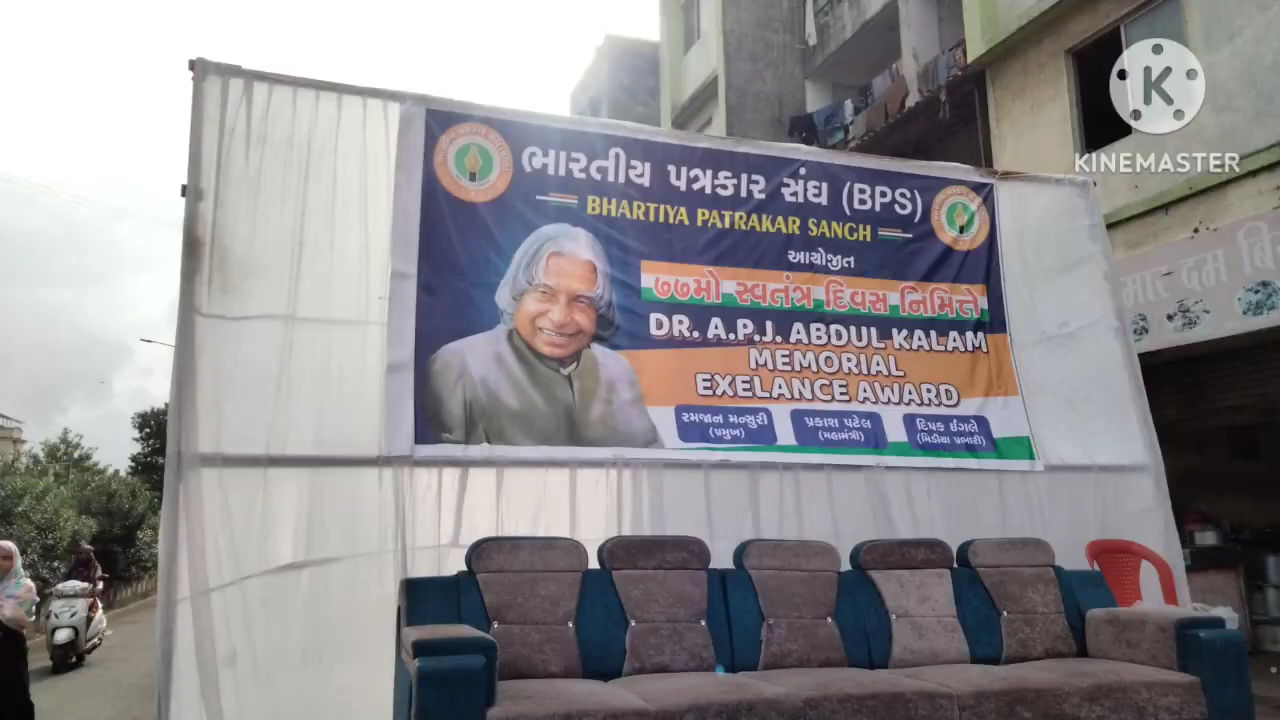 ભારતીય પત્રકાર સંઘ (BPS)
BHARTIYA PATRAKAR SANGH
આયોજીત
૭૭મો સ્વતંત્ર દિવસ નિમિત્તે
DR. A.P.J. ABDUL KALAM
MEMORIAL
EXELANCE AWARD
રમજાન મન્સુરી
(પ્રમુખ)
પ્રકાશ પટેલ
(મહામંત્રી)
દિપક ઇંગલે
(મિડીયા પ્રભારી)
K
KINEMASTER
मार दम बि